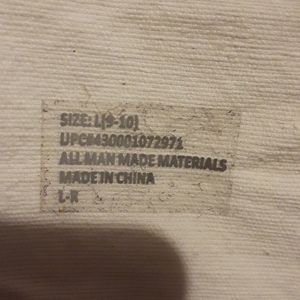 SIZE: L(9-10)
UPC#430001072971
ALL MAN MADE MATERIALS
MADE IN CHINA
L-R